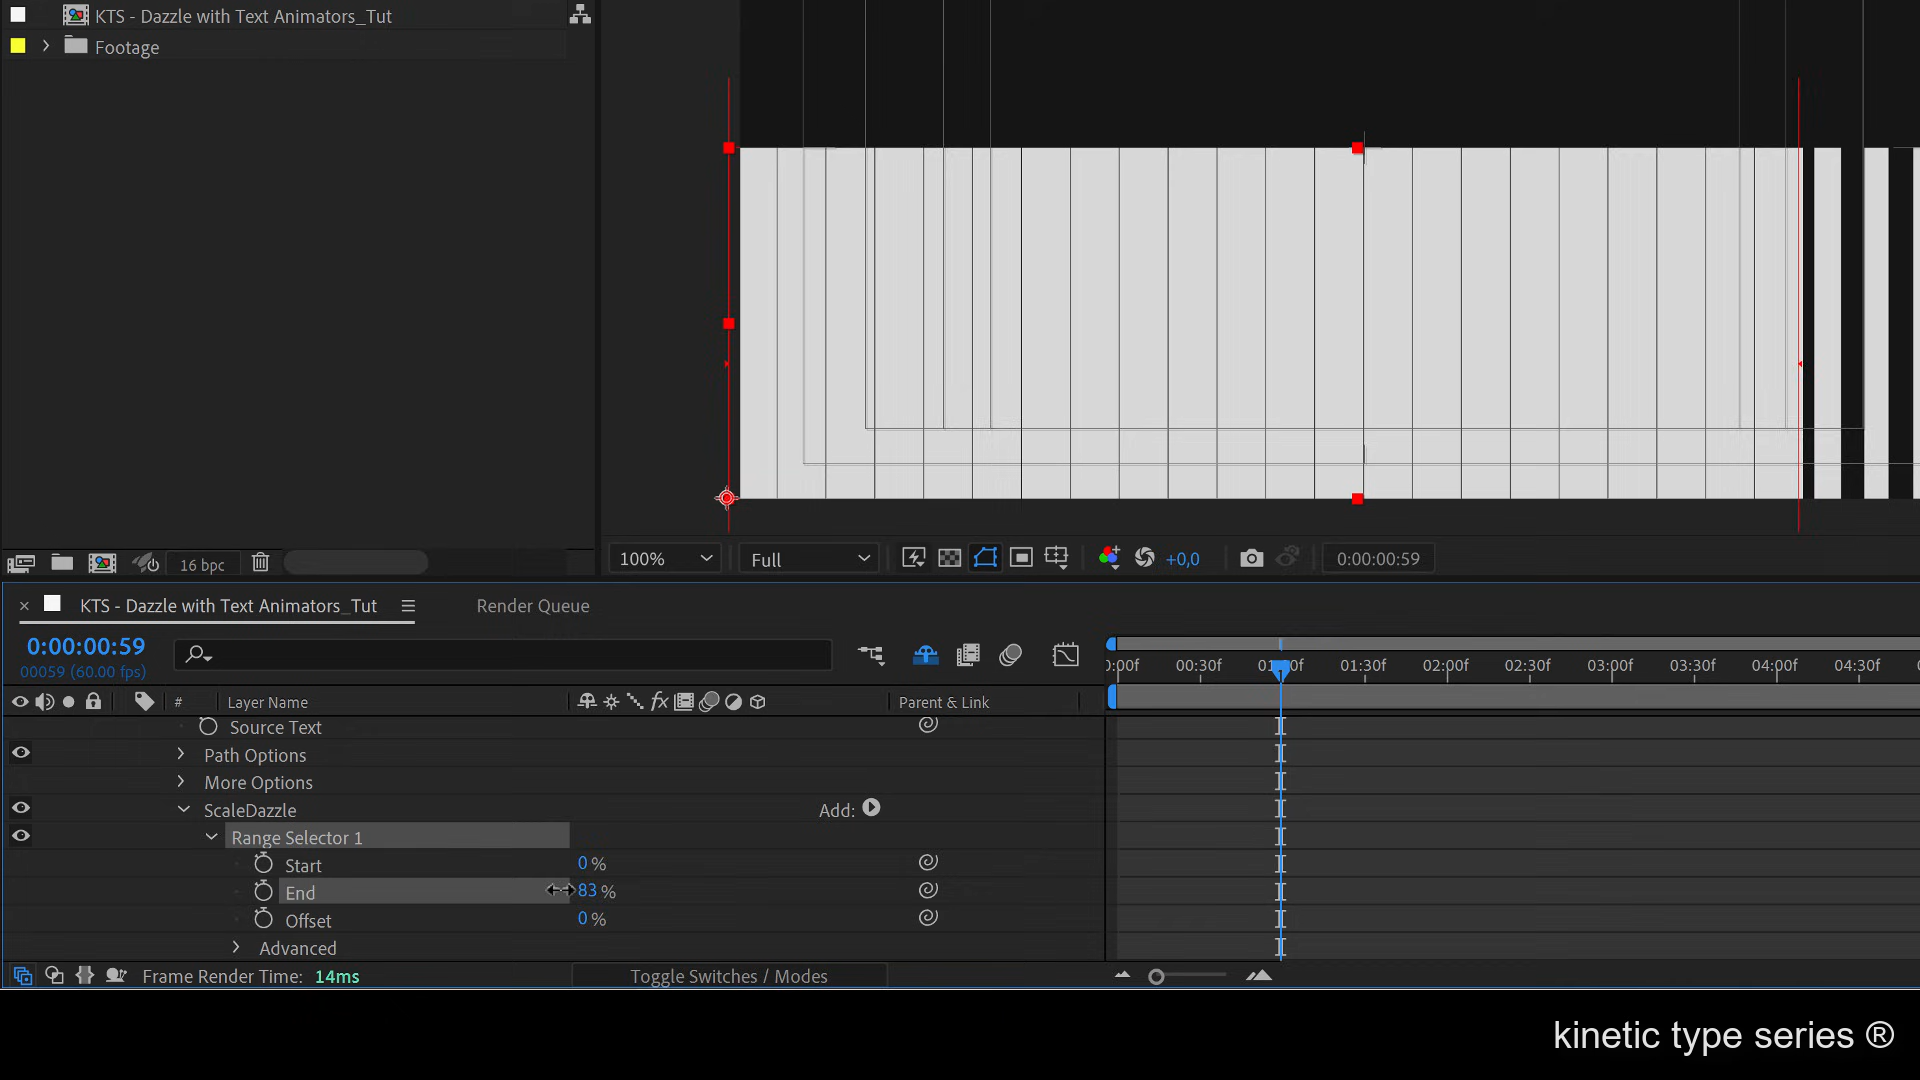 KTS - Dazzle with Text Animators_Tut
Footage
16 bpc
100%
Full
+0,0
0:00:00:59
KTS - Dazzle with Text Animators_Tut
Render Queue
0:00:00:59
00059 (60.00 fps)
00:30f
01:30f
02:00f
02:30f
03:00f
03:30f
04:00f
04:30f
#
Layer Name
fx
Parent & Link
Source Text
Path Options
More Options
ScaleDazzle
Add:
Range Selector 1
Start
0 %
End
83 %
Offset
0 %
Advanced
Frame Render Time: 14ms
Toggle Switches / Modes
kinetic type series ®